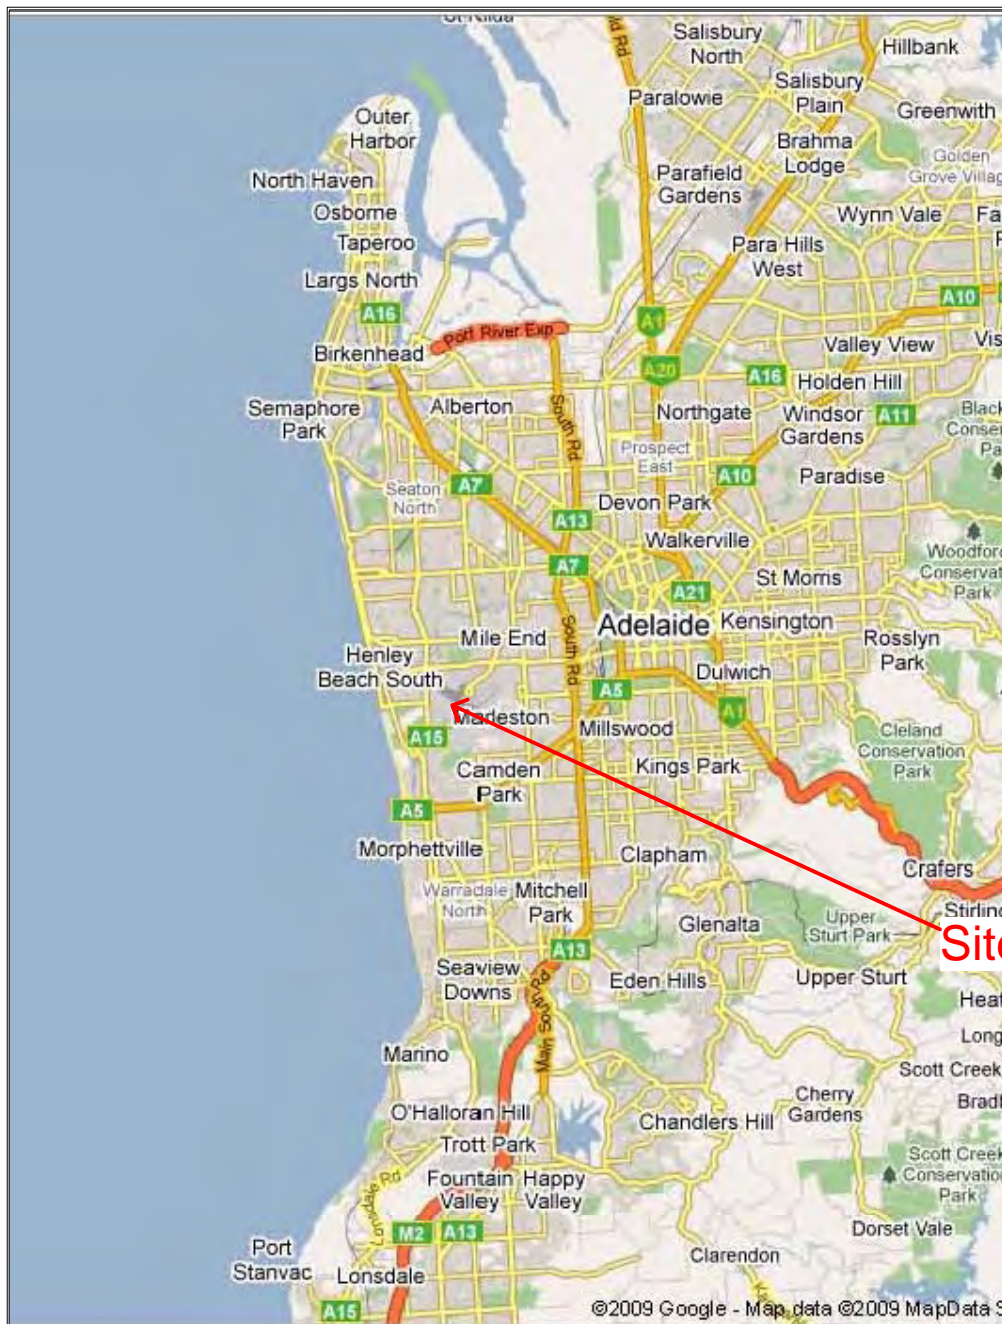 St Kilda
Salisbury
North
Hillbank
Salisbury
Plain
Paralowie
Greenwith
Outer
Harbor
Brahma
Lodge
Golden
Grove Villag
Parafield
Gardens
North Haven
Osborne
Wynn Vale
Taperoo
Para Hills
West
Largs North
A16
A10
A1
Port River Exp
Birkenhead
Valley View
A20
A16
Holden Hill
Semaphore
Park
Alberton
South Rd
Northgate
Windsor
Gardens
A11
Prospect
East
A10
Paradise
Seaton
North
A7
Devon Park
A13
Walkerville
A7
St Morris
A21
Adelaide
Kensington
Mile End
South Rd
Rosslyn
Park
Henley
Beach South
Dulwich
A5
A1
Marleston
Millswood
A15
Cleland
Conservation
Park
Camden
Park
Kings Park
A5
Morphettville
Clapham
Crafers
Warradale
North
Mitchell
Park
Glenalta
Upper
Sturt Park
A13
Seaview
Downs
Eden Hills
Upper Sturt
Main South Rd
Marino
Scott Creek
Cherry
Gardens
O'Halloran Hill
Chandlers Hill
Trott Park
Scott Creek
Conservation
Park
Lonsdale Rd
Fountain
Valley
Happy
Valley
M2
A13
Dorset Vale
Port
Stanvac
Lonsdale
Clarendon
A15
©2009 Google - Map data ©2009 MapData S